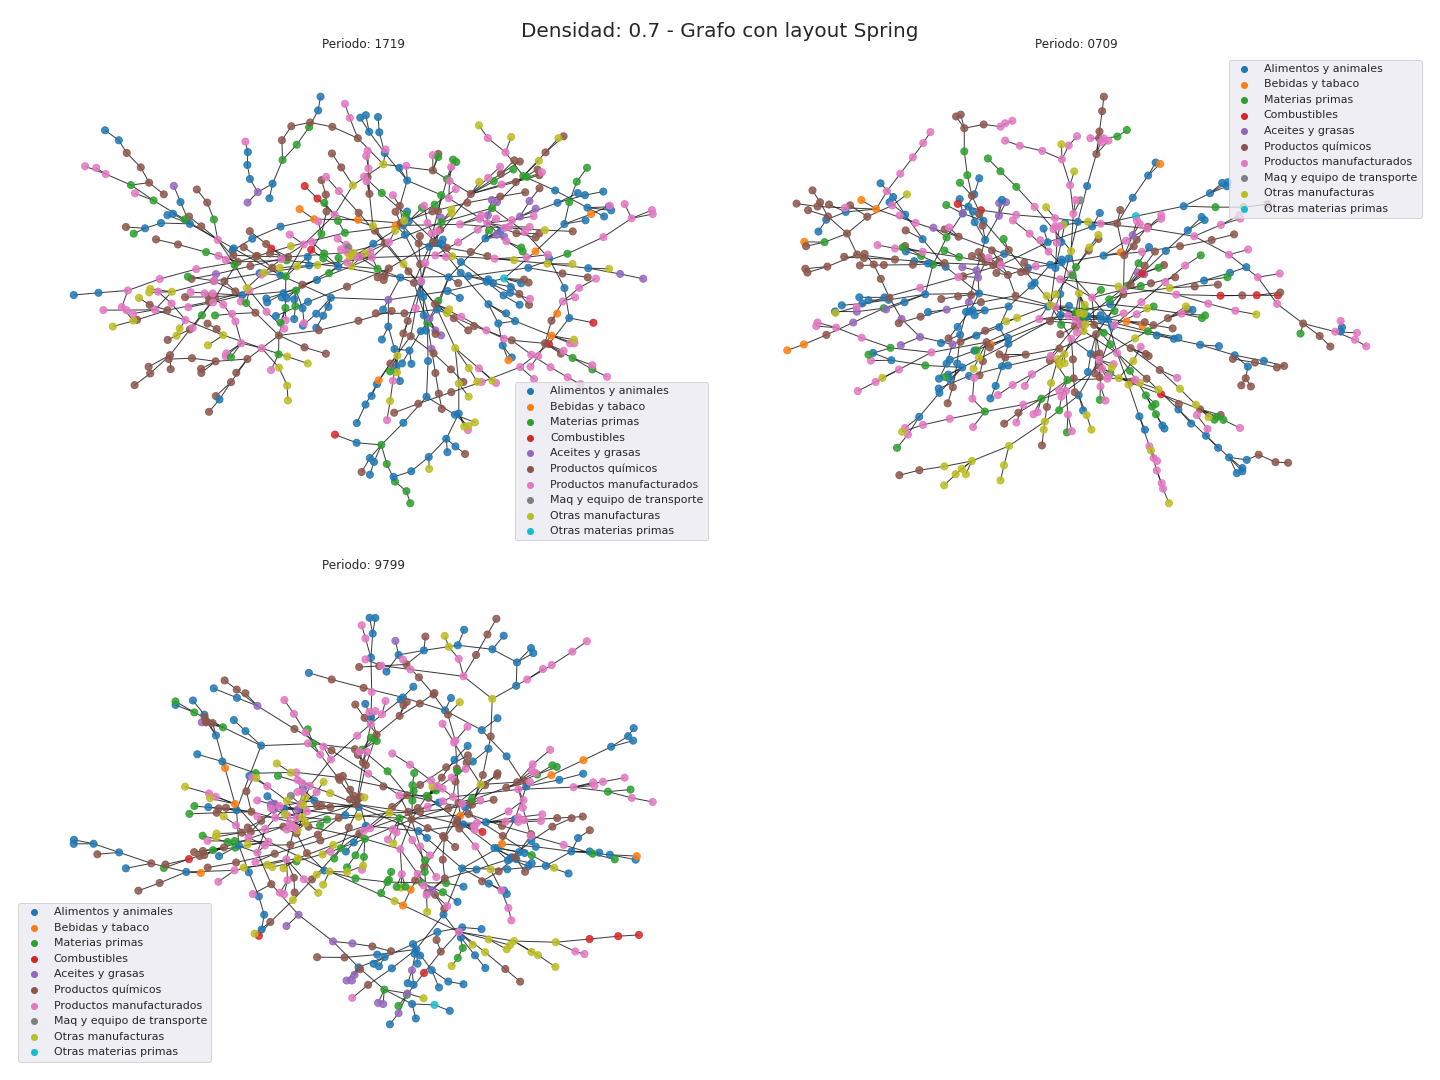 Densidad: 0.7 - Grafo con layout Spring
Periodo: 1719
Alimentos y animales
Bebidas y tabaco
Materias primas
Combustibles
Aceites y grasas
Productos químicos
Productos manufacturados
Maq y equipo de transporte
Otras manufacturas
Otras materias primas
Periodo: 0709
Alimentos y animales
Bebidas y tabaco
Materias primas
Combustibles
Aceites y grasas
Productos químicos
Productos manufacturados
Maq y equipo de transporte
Otras manufacturas
Otras materias primas
Periodo: 9799
Alimentos y animales
Bebidas y tabaco
Materias primas
Combustibles
Aceites y grasas
Productos químicos
Productos manufacturados
Maq y equipo de transporte
Otras manufacturas
Otras materias primas